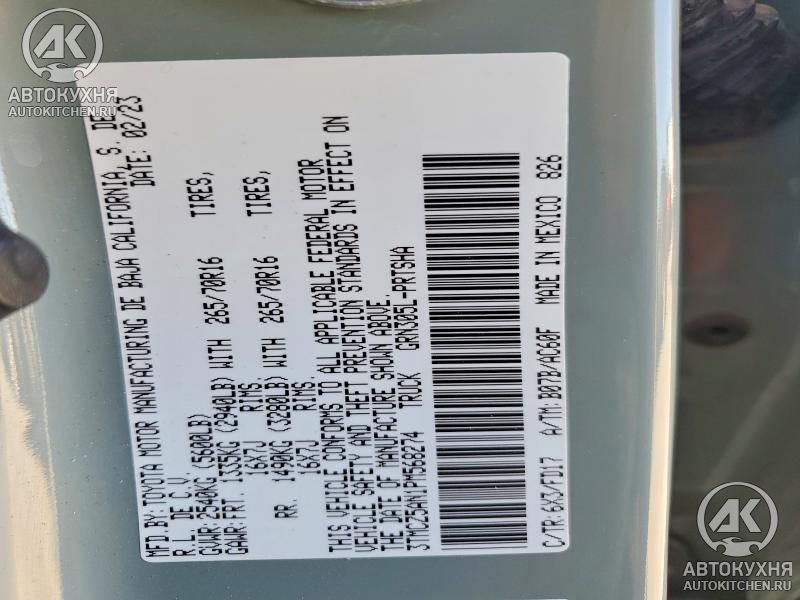 MFD.BY:TOYOTA MOTOR MANUFACTURING DE BAJA CALIFORNIA, S. DE
R.L. DE C.V. DATE: 02/23
GVWR: 2540KG (5600LB)
GAWR: FRT. 1335KG (2940LB) WITH 265/70R16 TIRES,
16X7J RIMS.
RR. 1490KG (3280LB) WITH 265/70R16 TIRES,
16X7J RIMS.
THIS VEHICLE CONFORMS TO ALL APPLICABLE FEDERAL MOTOR
VEHICLE SAFETY AND THEFT PREVENTION STANDARDS IN EFFECT ON
THE DATE OF MANUFACTURE SHOWN ABOVE.
3TMCZ5AN1PM568274 TRUCK GRN305L-PRTSHA
C/TR:6X3/FD17 A/TM:B07B/AC60F MADE IN MEXICO 826
АК
АВТОКУХНЯ
AUTOKITCHEN.RU
АК
АВТОКУХНЯ
AUTOKITCHEN.RU